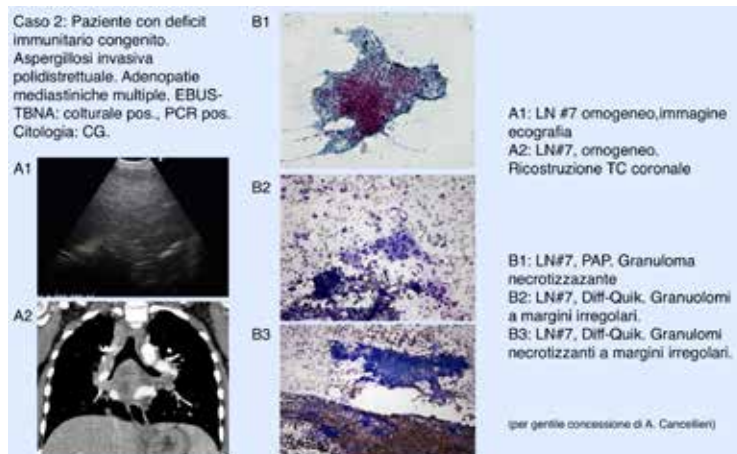 Caso 2: Paziente con deficit
immunitario congenito.
Aspergillosi invasiva
polidistrettuale. Adenopatie
mediastiniche multiple. EBUS-
TBNA: colturale pos., PCR pos.
Citologia: CG.
A1
A2
B1
B2
B3
A1: LN #7 omogeneo,immagine
ecografia
A2: LN#7, omogeneo.
Ricostruzione TC coronale
B1: LN#7, PAP. Granuloma
necrotizzazante
B2: LN#7, Diff-Quik. Granuolomi
a margini irregolari.
B3: LN#7, Diff-Quik. Granulomi
necrotizzanti a margini irregolari.
(per gentile concessione di A. Cancellieri)